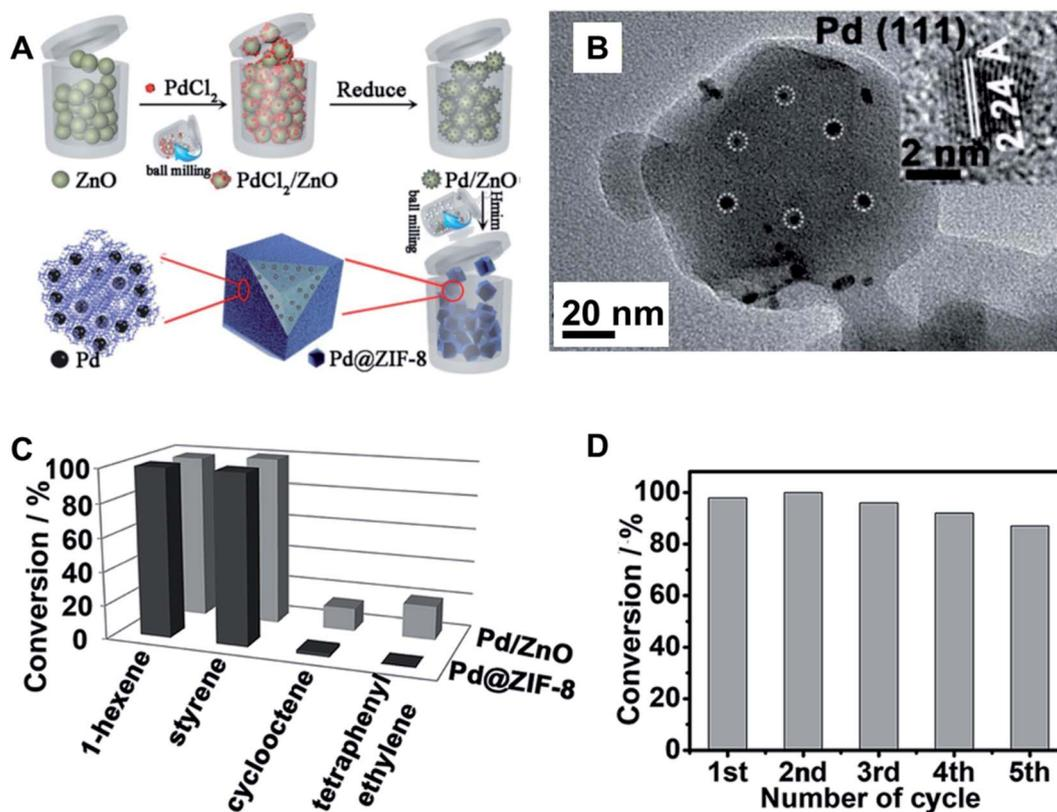 A
PdCl2
Reduce
ball milling
ZnO
PdCl2/ZnO
Pd/ZnO
ball milling
Hmim
Pd
Pd@ZIF-8
B
Pd (111)
2.24 Å
2 nm
20 nm
C
Conversion / %
100
80
60
40
20
0
1-hexene
styrene
cyclooctene
tetraphenyl
ethylene
Pd/ZnO
Pd@ZIF-8
D
Conversion / %
100
80
60
40
20
0
1st 2nd 3rd 4th 5th
Number of cycle